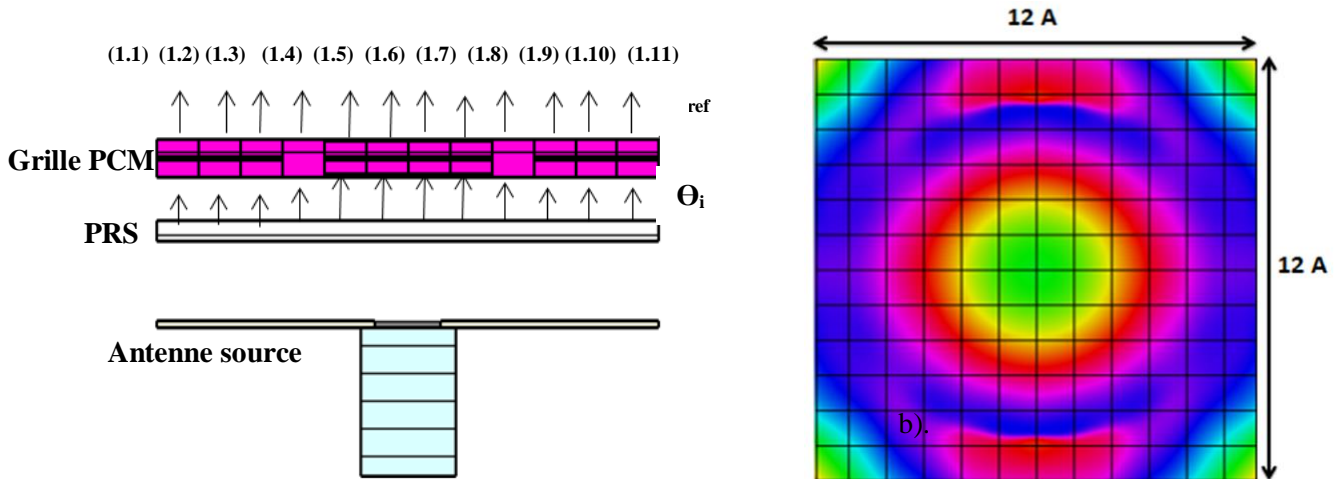 (1.1) (1.2) (1.3) (1.4) (1.5) (1.6) (1.7) (1.8) (1.9) (1.10) (1.11)
ref
Grille PCM
Ɵi
PRS
Antenne source
12 A
12 A
b).